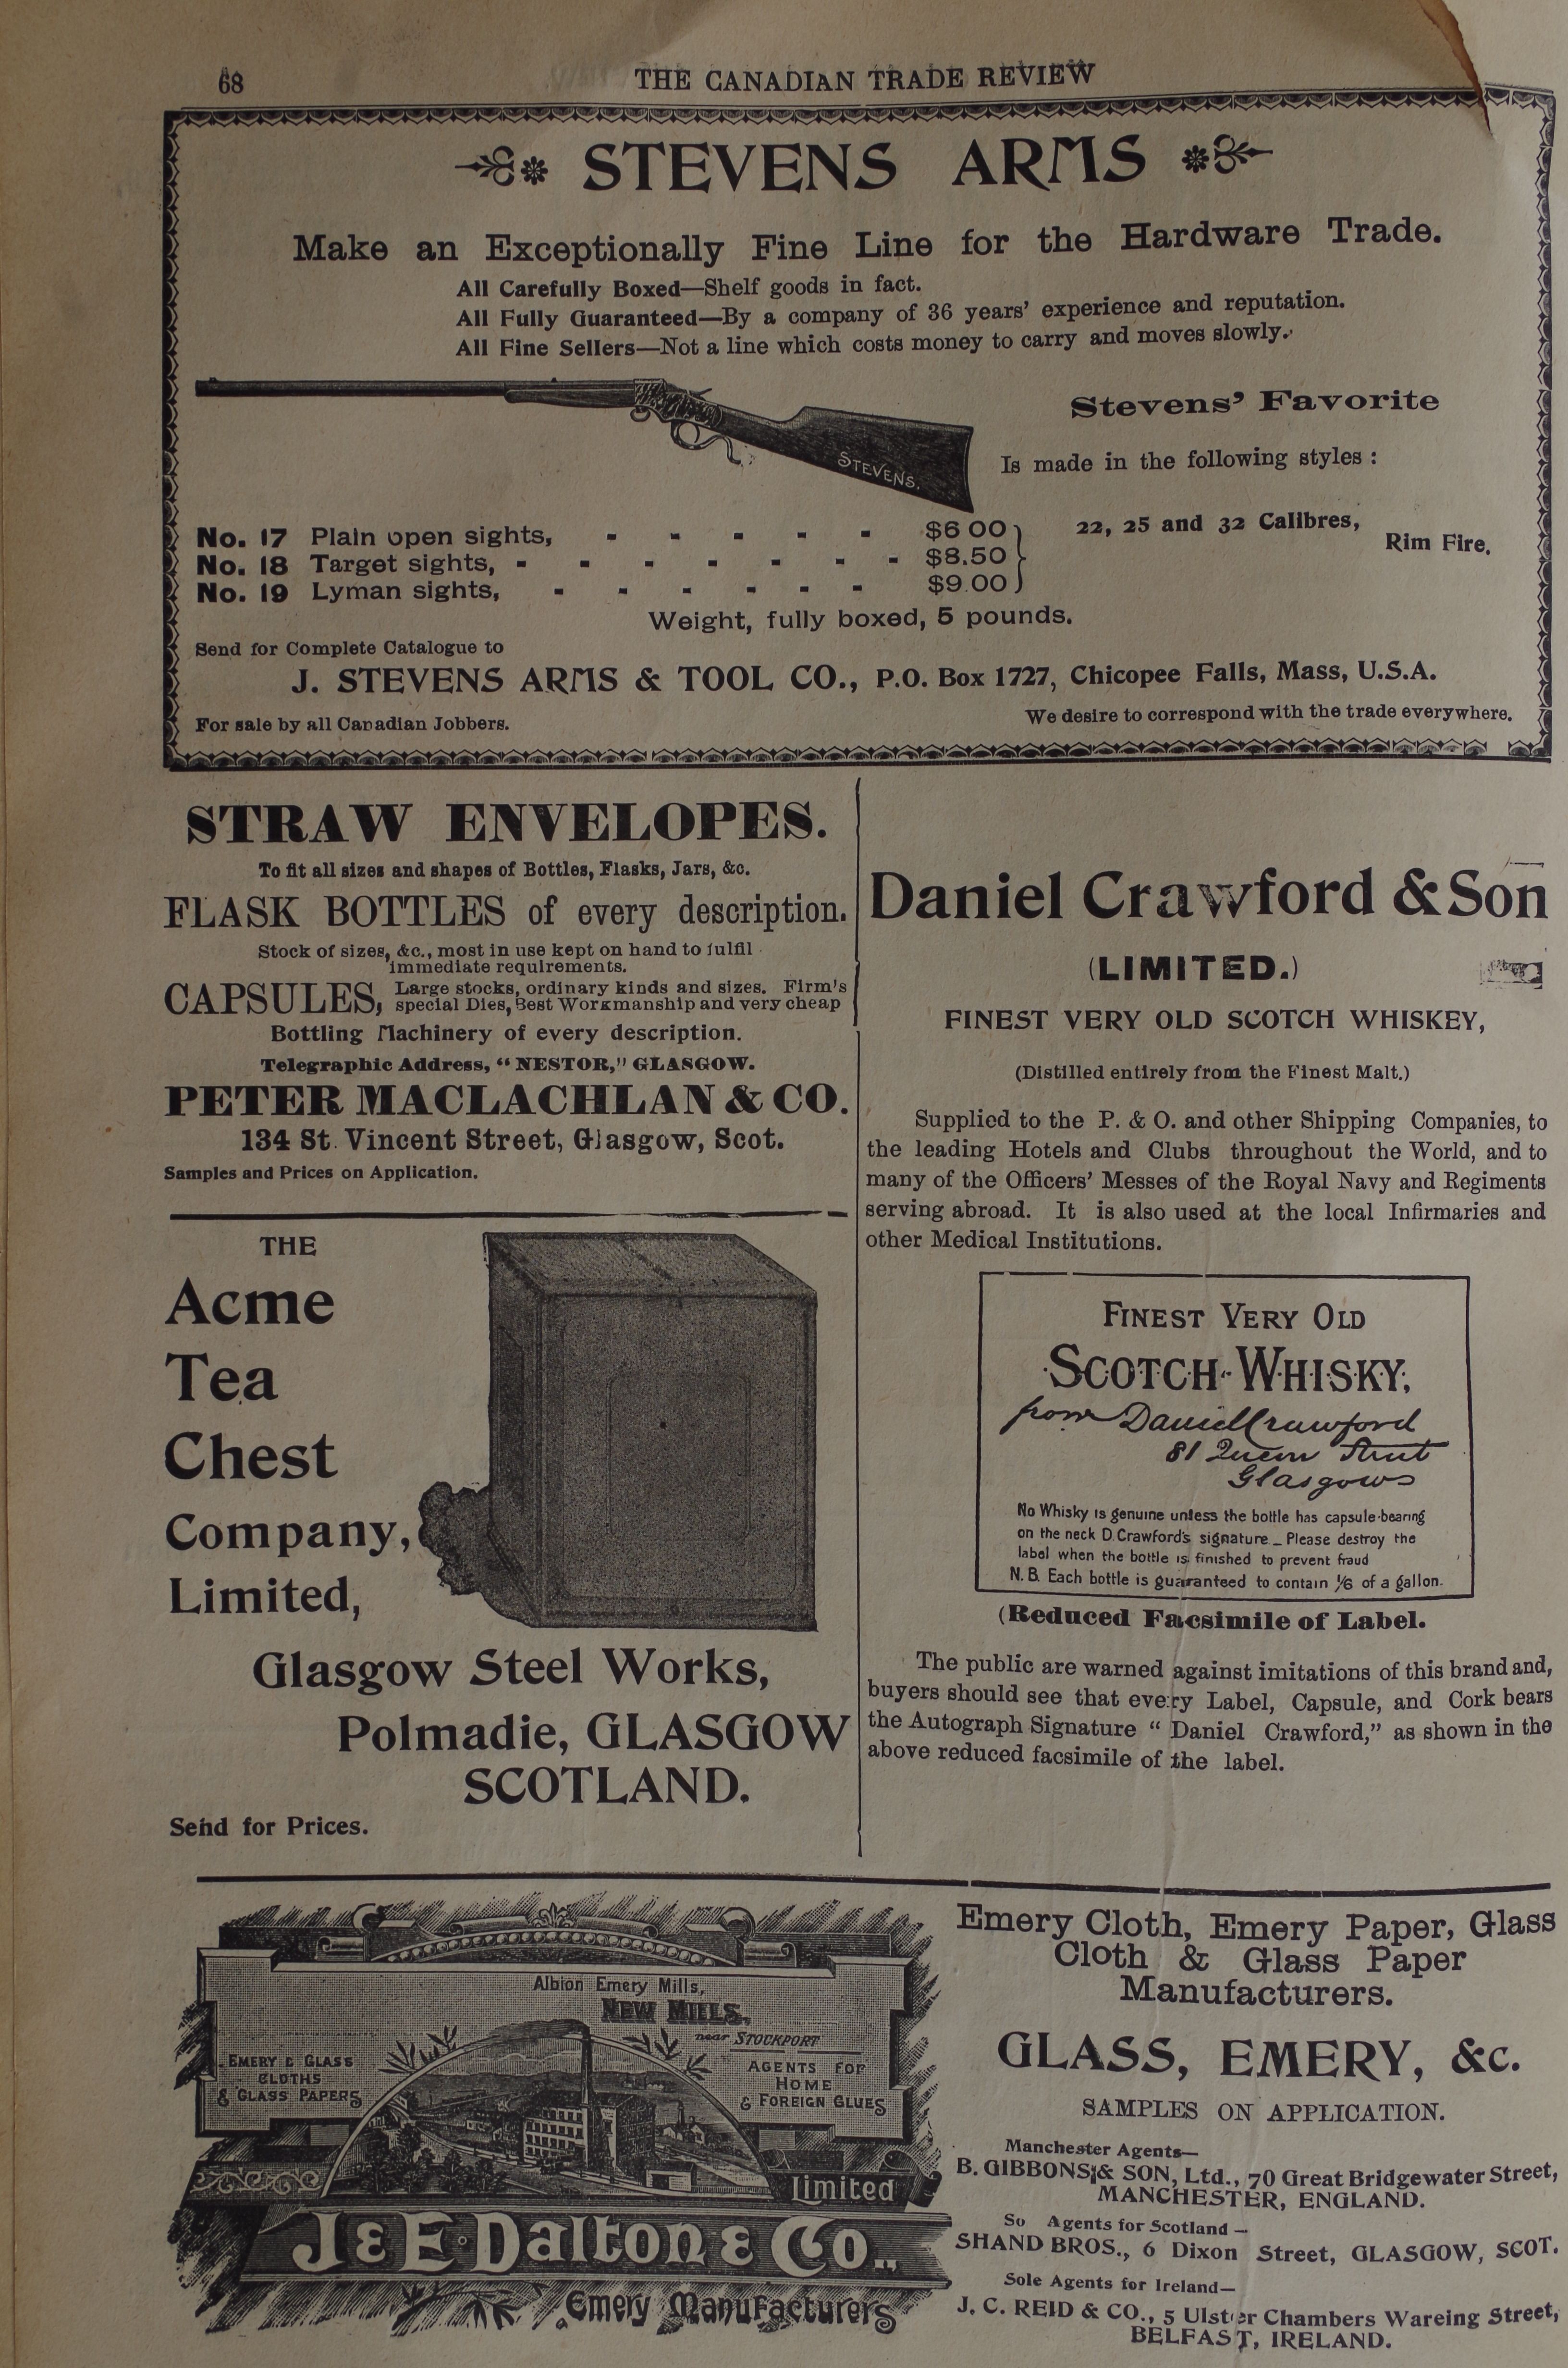 68
THE CANADIAN TRADE REVIEW
STEVENS ARMS
Make an Exceptionally Fine Line for the Hardware Trade.
All Carefully Boxed—Shelf goods in fact.
All Fully Guaranteed—By a company of 36 years' experience and reputation.
All Fine Sellers—Not a line which costs money to carry and moves slowly.
STEVENS.
Stevens' Favorite
Is made in the following styles :
No. 17 Plain open sights, - - - - - $6 00
No. 18 Target sights, - - - - - - - $8.50
No. 19 Lyman sights, - - - - - - $9.00
22, 25 and 32 Calibres,
Rim Fire.
Weight, fully boxed, 5 pounds.
Send for Complete Catalogue to
J. STEVENS ARMS & TOOL CO., P.O. Box 1727, Chicopee Falls, Mass, U.S.A.
For sale by all Canadian Jobbers.
We desire to correspond with the trade everywhere.
STRAW ENVELOPES.
To fit all sizes and shapes of Bottles, Flasks, Jars, &c.
FLASK BOTTLES of every description.
Stock of sizes, &c., most in use kept on hand to fulfil
immediate requirements.
CAPSULES, Large stocks, ordinary kinds and sizes. Firm's
special Dies, Best Workmanship and very cheap
Bottling Machinery of every description.
Telegraphic Address, "NESTOR," GLASGOW.
PETER MACLACHLAN & CO.
134 St. Vincent Street, Glasgow, Scot.
Samples and Prices on Application.
THE
Acme
Tea
Chest
Company,
Limited,
Glasgow Steel Works,
Polmadie, GLASGOW
SCOTLAND.
Send for Prices.
Daniel Crawford & Son
(LIMITED.)
FINEST VERY OLD SCOTCH WHISKEY,
(Distilled entirely from the Finest Malt.)
Supplied to the P. & O. and other Shipping Companies, to
the leading Hotels and Clubs throughout the World, and to
many of the Officers' Messes of the Royal Navy and Regiments
serving abroad. It is also used at the local Infirmaries and
other Medical Institutions.
FINEST VERY OLD
SCOTCH-WHISKY,
from Daniel Crawford
81 Queen Street
Glasgow
No Whisky is genuine unless the bottle has capsule-bearing
on the neck D. Crawford's signature _ Please destroy the
label when the bottle is finished to prevent fraud
N.B. Each bottle is guaranteed to contain 1/6 of a gallon.
(Reduced Facsimile of Label.
The public are warned against imitations of this brand and,
buyers should see that every Label, Capsule, and Cork bears
the Autograph Signature "Daniel Crawford," as shown in the
above reduced facsimile of the label.
Albion Emery Mills,
NEW MILLS,
near STOCKPORT
EMERY & GLASS
CLOTHS
& GLASS PAPERS
AGENTS FOR
HOME
& FOREIGN GLUES
Limited
J & E. Dalton & Co.,
Emery Manufacturers
Emery Cloth, Emery Paper, Glass
Cloth & Glass Paper
Manufacturers.
GLASS, EMERY, &c.
SAMPLES ON APPLICATION.
Manchester Agents—
B. GIBBONS & SON, Ltd., 70 Great Bridgewater Street,
MANCHESTER, ENGLAND.
So Agents for Scotland —
SHAND BROS., 6 Dixon Street, GLASGOW, SCOT.
Sole Agents for Ireland—
J. C. REID & CO., 5 Ulster Chambers Wareing Street,
BELFAST, IRELAND.